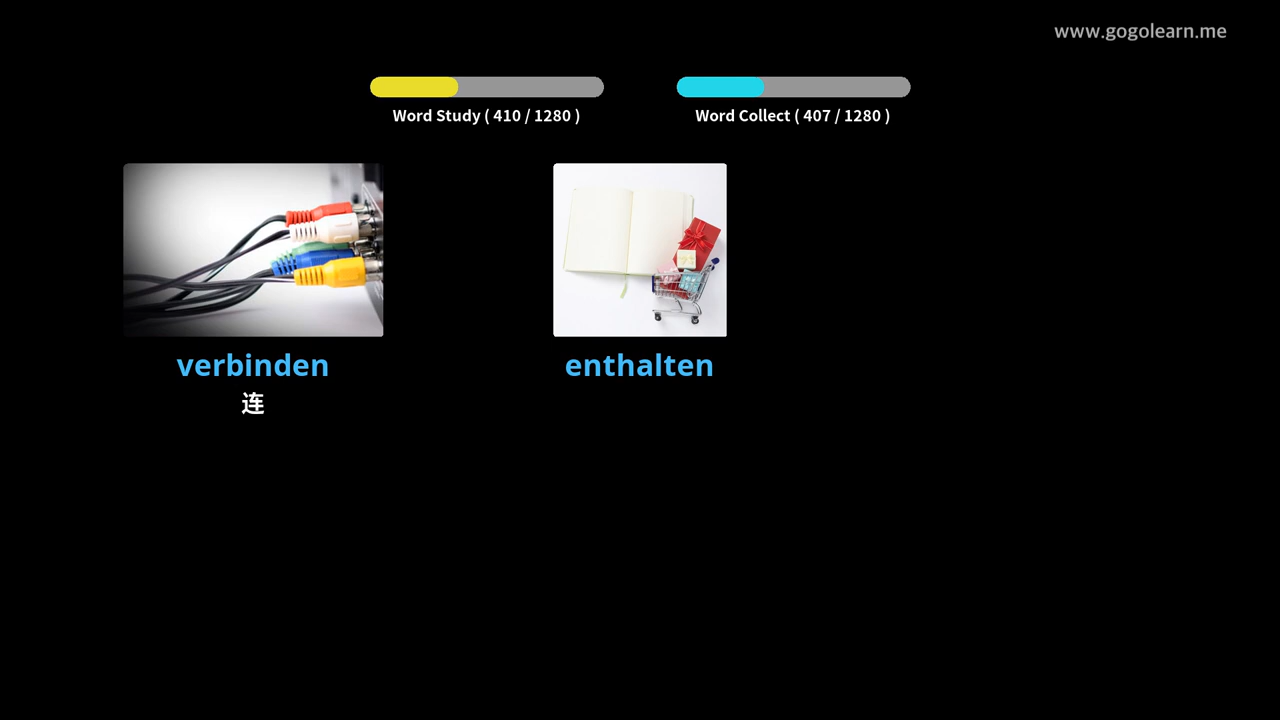 www.gogolearn.me
Word Study ( 410 / 1280 )
Word Collect ( 407 / 1280 )
verbinden
enthalten
连